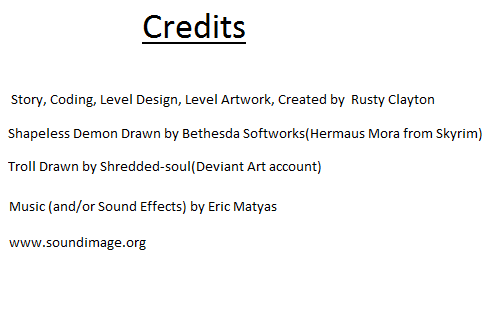 Credits
Story, Coding, Level Design, Level Artwork, Created by  Rusty Clayton
Shapeless Demon Drawn by Bethesda Softworks(Hermaus Mora from Skyrim)
Troll Drawn by Shredded-soul(Deviant Art account)
Music (and/or Sound Effects) by Eric Matyas
www.soundimage.org